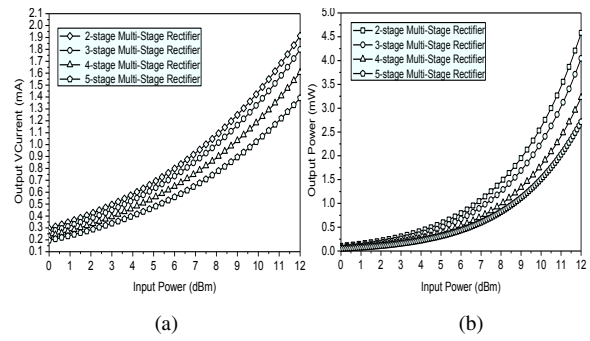 2.1
2.0
1.9
1.8
1.7
1.6
1.5
1.4
1.3
1.2
1.1
1.0
0.9
0.8
0.7
0.6
0.5
0.4
0.3
0.2
0.1
Output VCurrent (mA)
2-stage Multi-Stage Rectifier
3-stage Multi-Stage Rectifier
4-stage Multi-Stage Rectifier
5-stage Multi-Stage Rectifier
0 1 2 3 4 5 6 7 8 9 10 11 12
Input Power (dBm)
(a)
5.0
4.5
4.0
3.5
3.0
2.5
2.0
1.5
1.0
0.5
0.0
Output Power (mW)
2-stage Multi-Stage Rectifier
3-stage Multi-Stage Rectifier
4-stage Multi-Stage Rectifier
5-stage Multi-Stage Rectifier
0 1 2 3 4 5 6 7 8 9 10 11 12
Input Power (dBm)
(b)